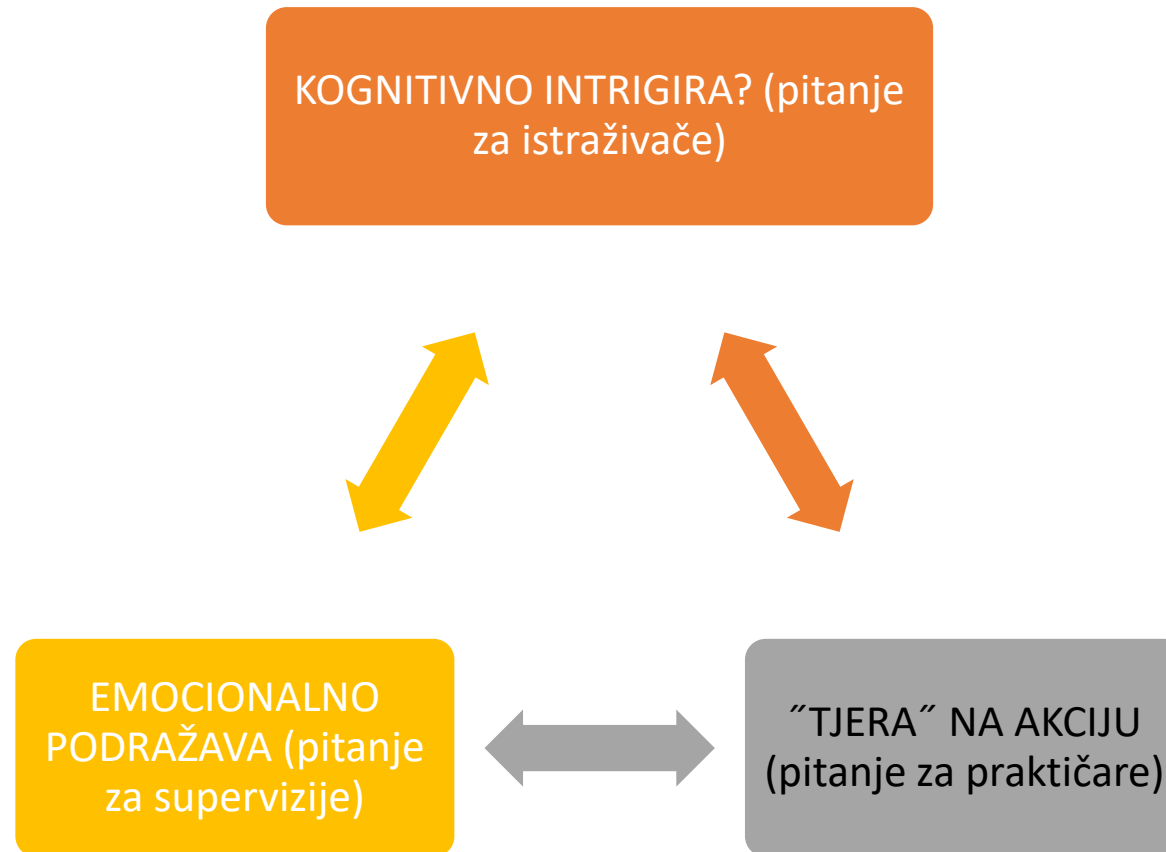 KOGNITIVNO INTRIGIRA? (pitanje
za istraživače)
EMOCIONALNO
PODRAŽAVA (pitanje
za supervizije)
˝TJERA˝ NA AKCIJU
(pitanje za praktičare)